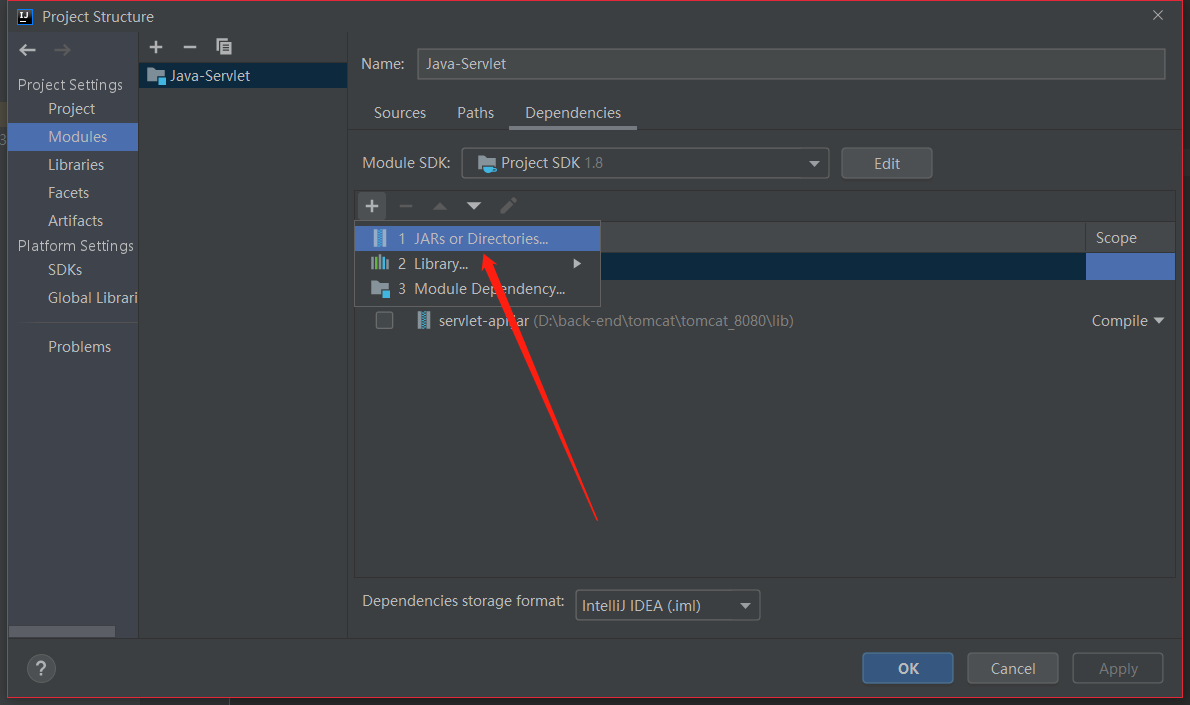 Project Structure
Name: Java-Servlet
Project Settings
Project
Modules
Libraries
Facets
Artifacts
Platform Settings
SDKs
Global Librari
Problems
Java-Servlet
Sources Paths Dependencies
Module SDK: Project SDK 1.8 Edit
Scope
1 JARs or Directories...
2 Library...
3 Module Dependency...
servlet-api.jar (D:\back-end\tomcat\tomcat_8080\lib) Compile
Dependencies storage format: IntelliJ IDEA (.iml)
? OK Cancel Apply